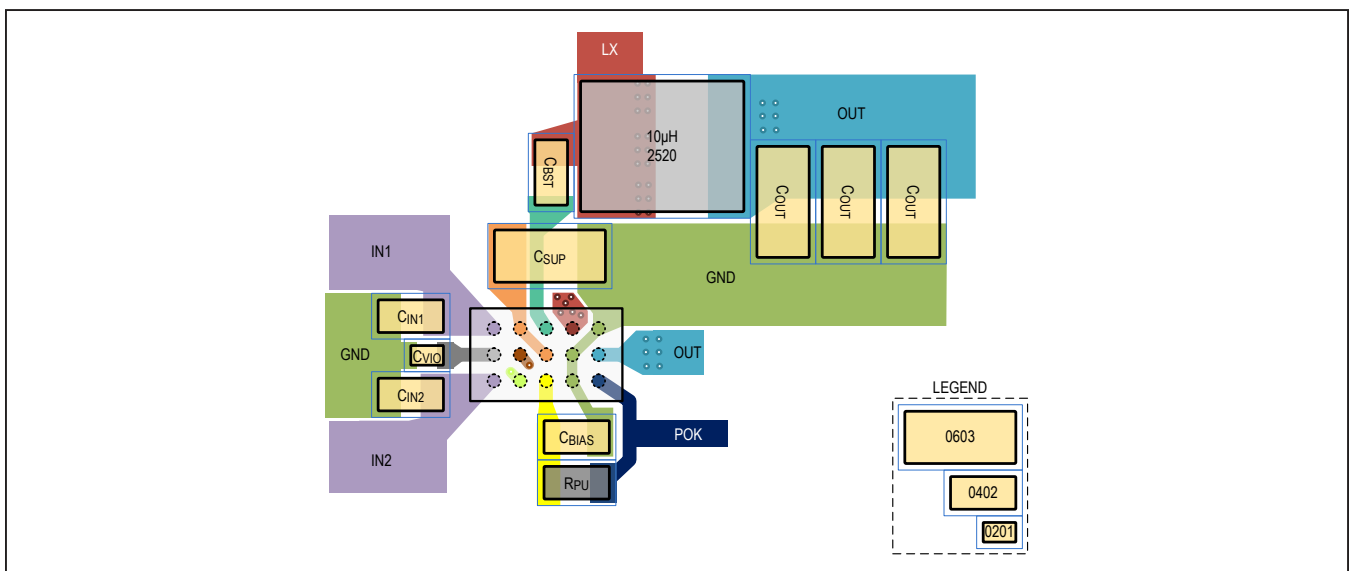 LX
10µH
2520
OUT
CBST
COUT
COUT
COUT
IN1
CSUP
GND
CIN1
GND
CVIO
OUT
CIN2
LEGEND
IN2
CBIAS
POK
0603
RPU
0402
0201